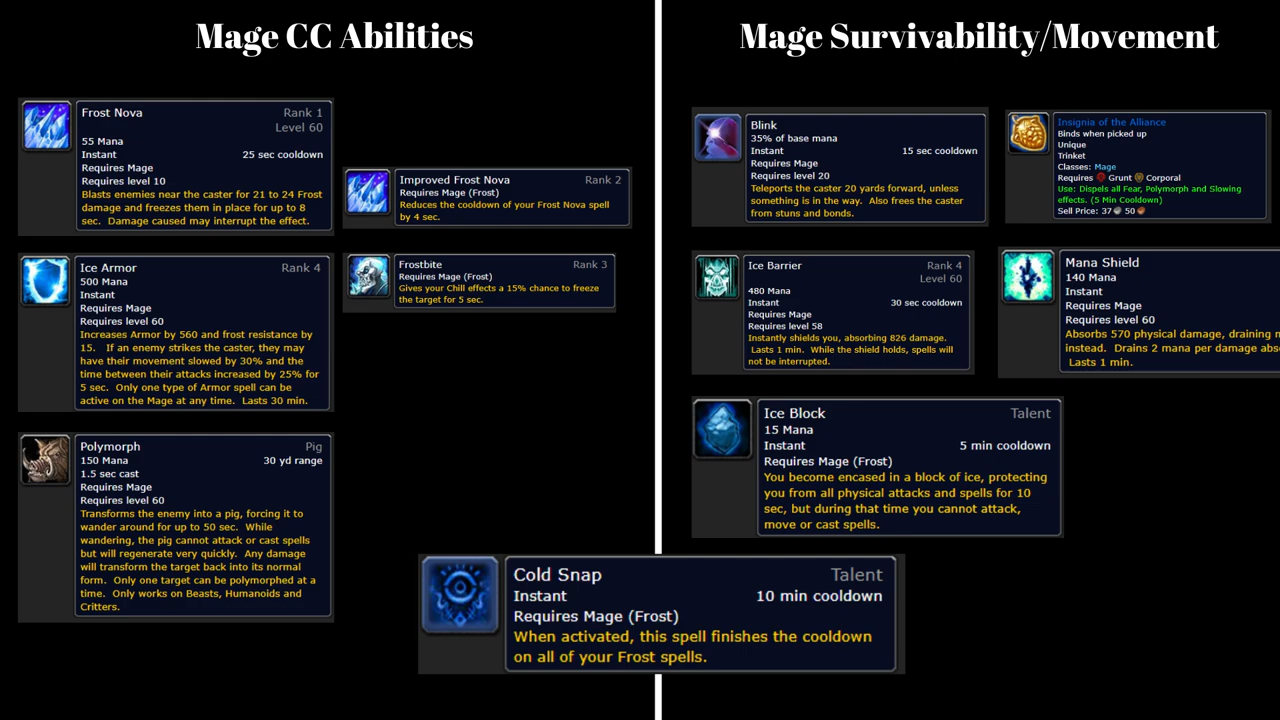 Mage CC Abilities
Frost Nova Rank 1
Level 60
55 Mana
Instant 25 sec cooldown
Requires Mage
Requires level 10
Blasts enemies near the caster for 21 to 24 Frost
damage and freezes them in place for up to 8
sec. Damage caused may interrupt the effect.
Improved Frost Nova Rank 2
Requires Mage (Frost)
Reduces the cooldown of your Frost Nova spell
by 4 sec.
Ice Armor Rank 4
500 Mana
Instant
Requires Mage
Requires level 60
Increases Armor by 560 and frost resistance by
15. If an enemy strikes the caster, they may
have their movement slowed by 30% and the
time between their attacks increased by 25% for
5 sec. Only one type of Armor spell can be
active on the Mage at any time. Lasts 30 min.
Frostbite Rank 3
Requires Mage (Frost)
Gives your Chill effects a 15% chance to freeze
the target for 5 sec.
Polymorph Pig
150 Mana 30 yd range
1.5 sec cast
Requires Mage
Requires level 60
Transforms the enemy into a pig, forcing it to
wander around for up to 50 sec. While
wandering, the pig cannot attack or cast spells
but will regenerate very quickly. Any damage
will transform the target back into its normal
form. Only one target can be polymorphed at a
time. Only works on Beasts, Humanoids and
Critters.
Mage Survivability/Movement
Blink
35% of base mana
Instant 15 sec cooldown
Requires Mage
Requires level 20
Teleports the caster 20 yards forward, unless
something is in the way. Also frees the caster
from stuns and bonds.
Insignia of the Alliance
Binds when picked up
Unique
Trinket
Classes: Mage
Requires Grunt Corporal
Use: Dispels all Fear, Polymorph and Slowing
effects. (5 Min Cooldown)
Sell Price: 37 50
Ice Barrier Rank 4
Level 60
480 Mana
Instant 30 sec cooldown
Requires Mage
Requires level 58
Instantly shields you, absorbing 826 damage.
Lasts 1 min. While the shield holds, spells will
not be interrupted.
Mana Shield
140 Mana
Instant
Requires Mage
Requires level 60
Absorbs 570 physical damage, draining
instead. Drains 2 mana per damage
Lasts 1 min.
Ice Block Talent
15 Mana
Instant 5 min cooldown
Requires Mage (Frost)
You become encased in a block of ice, protecting
you from all physical attacks and spells for 10
sec, but during that time you cannot attack,
move or cast spells.
Cold Snap Talent
Instant 10 min cooldown
Requires Mage (Frost)
When activated, this spell finishes the cooldown
on all of your Frost spells.